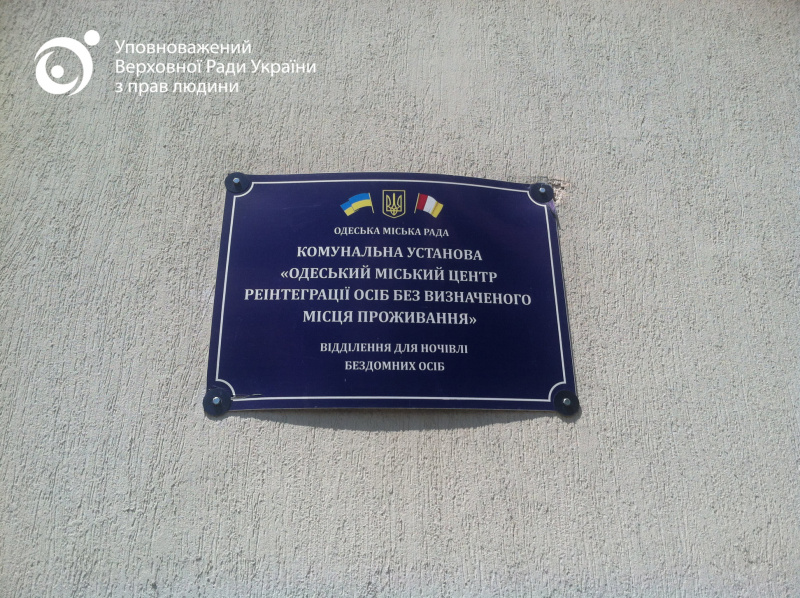 Уповноважений
Верховної Ради України
з прав людини
ОДЕСЬКА МІСЬКА РАДА
КОМУНАЛЬНА УСТАНОВА
«ОДЕСЬКИЙ МІСЬКИЙ ЦЕНТР
РЕІНТЕГРАЦІЇ ОСІБ БЕЗ ВИЗНАЧЕНОГО
МІСЦЯ ПРОЖИВАННЯ»
ВІДДІЛЕННЯ ДЛЯ НОЧІВЛІ
БЕЗДОМНИХ ОСІБ